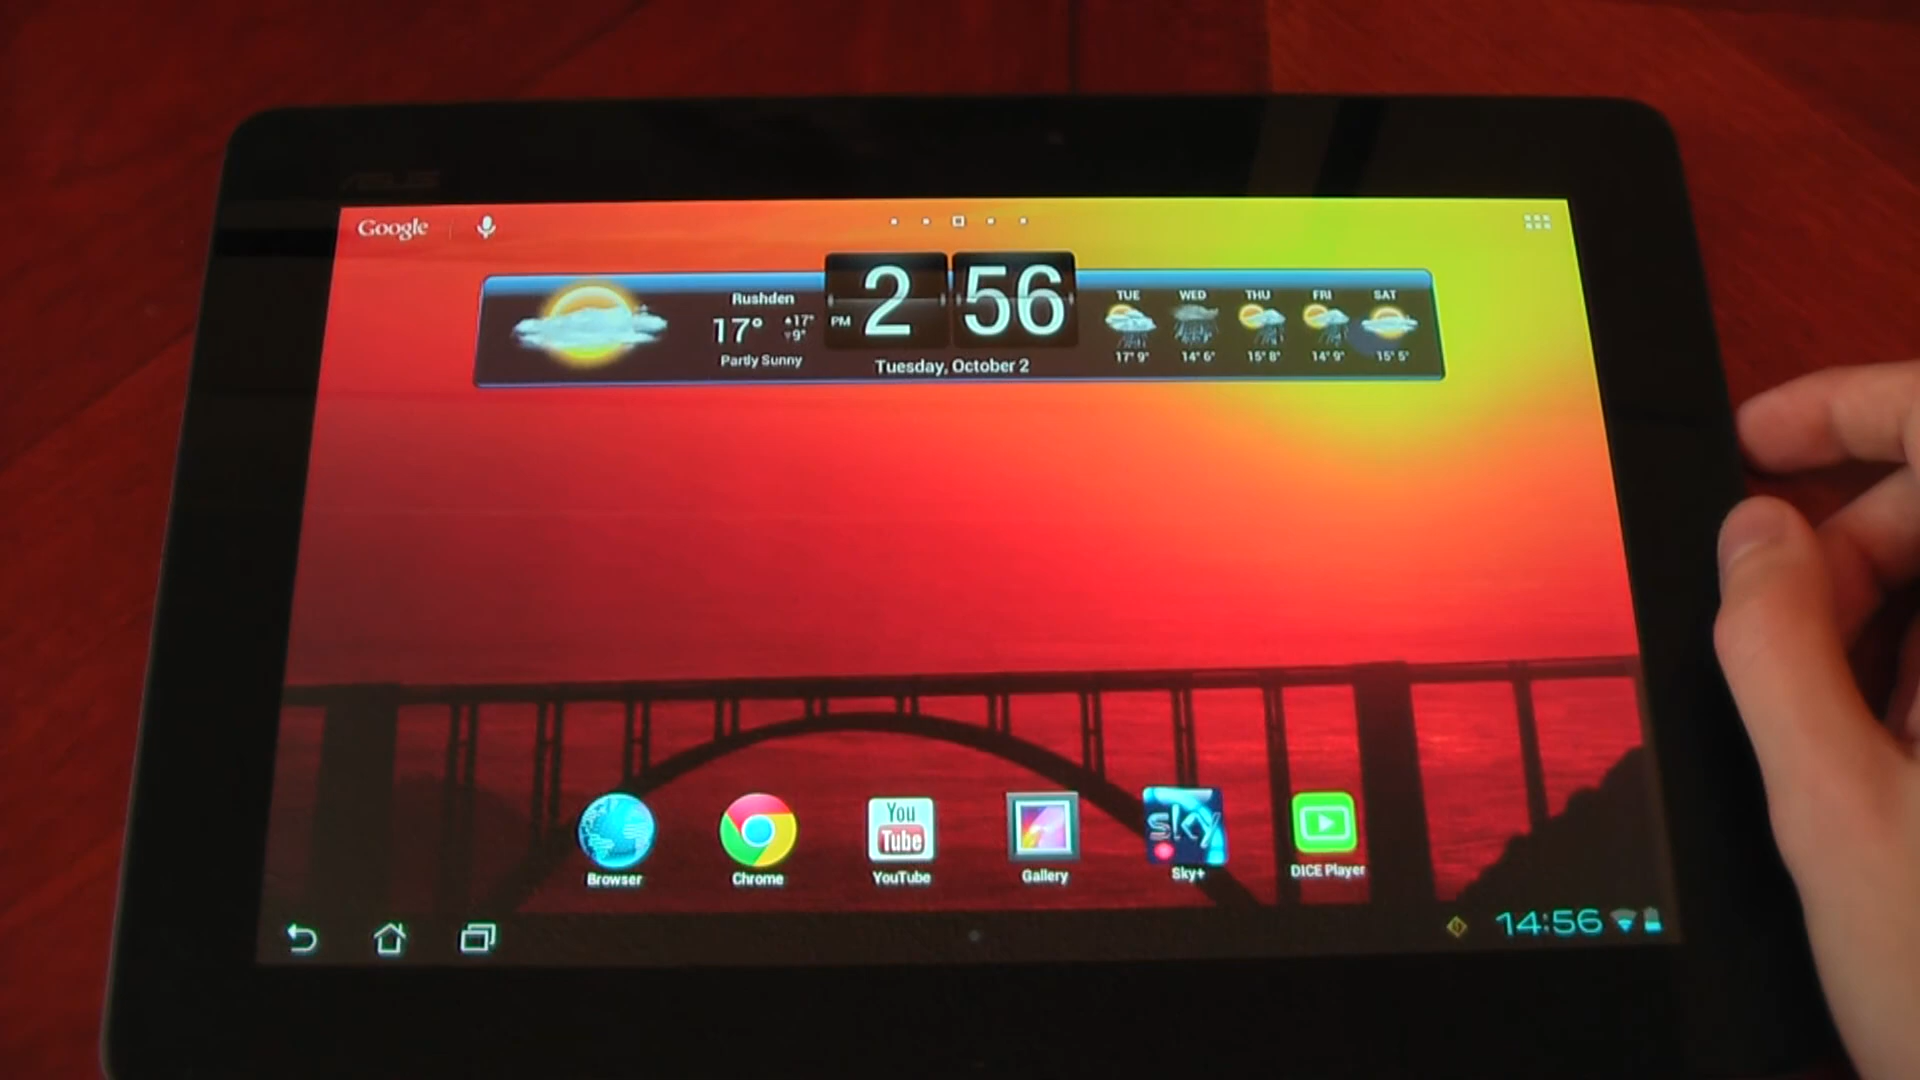 ASUS
Google
Rushden
17° 17° 9°
Partly Sunny
PM 2 56
Tuesday, October 2
TUE WED THU FRI SAT
17° 9° 14° 6° 15° 8° 14° 9° 15° 5°
You
Tube
sky
Browser Chrome YouTube Gallery Sky+ DICE Player
14:56